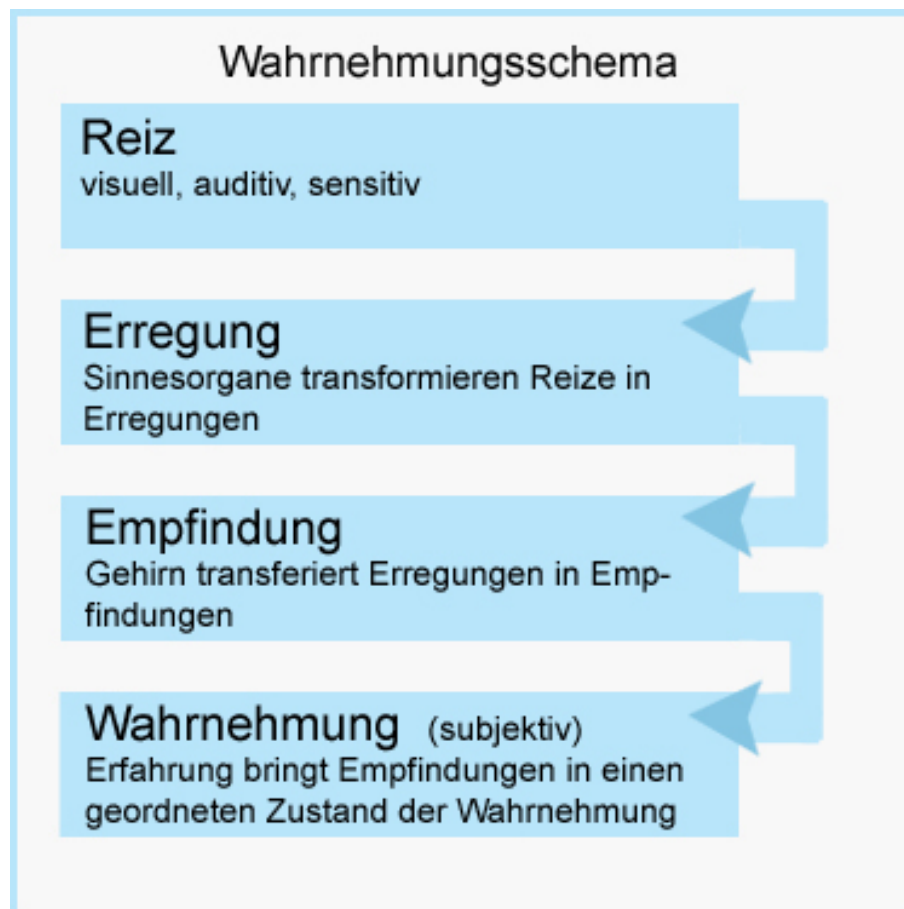 Wahrnehmungsschema
Reiz
visuell, auditiv, sensitiv
Erregung
Sinnesorgane transformieren Reize in
Erregungen
Empfindung
Gehirn transferiert Erregungen in Emp-
findungen
Wahrnehmung (subjektiv)
Erfahrung bringt Empfindungen in einen
geordneten Zustand der Wahrnehmung